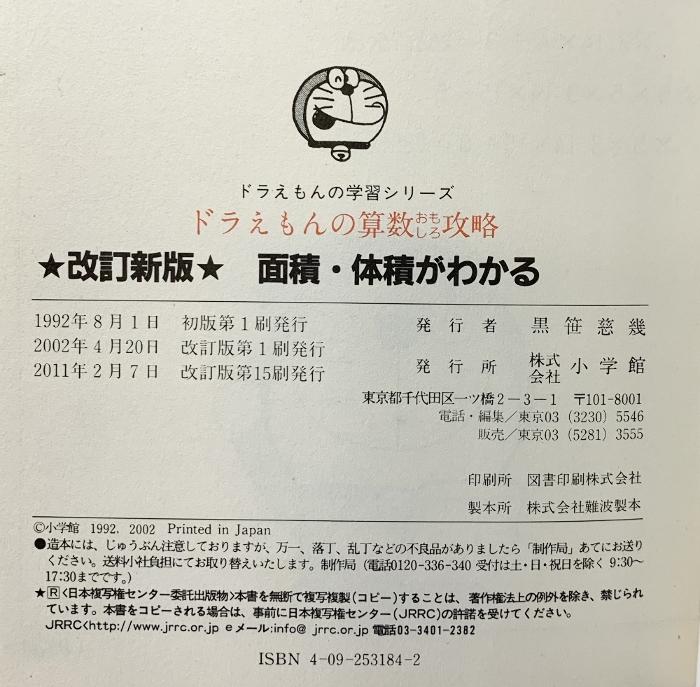 ドラえもんの学習シリーズ
ドラえもんの算数おもしろ攻略
★改訂新版★　面積・体積がわかる
1992年8月1日　初版第1刷発行
2002年4月20日　改訂版第1刷発行
2011年2月7日　改訂版第15刷発行
発行者　黒笹慈幾
発行所　株式会社 小学館
東京都千代田区一ツ橋2-3-1　〒101-8001
電話・編集／東京03 (3230) 5546
販売／東京03 (5281) 3555
印刷所　図書印刷株式会社
製本所　株式会社難波製本
©小学館 1992, 2002 Printed in Japan
●造本には、じゅうぶん注意しておりますが、万一、落丁、乱丁などの不良品がありましたら「制作局」あてにお送り
ください。送料小社負担にてお取り替えいたします。制作局（電話0120-336-340 受付は土・日・祝日を除く 9:30〜
17:30までです。）
★Ⓡ〈日本複写権センター委託出版物〉本書を無断で複写複製（コピー）することは、著作権法上の例外を除き、禁じられ
ています。本書をコピーされる場合は、事前に日本複写権センター（JRRC）の許諾を受けてください。
JRRC〈http://www.jrrc.or.jp eメール:info@ jrrc.or.jp 電話03-3401-2382
ISBN 4-09-253184-2